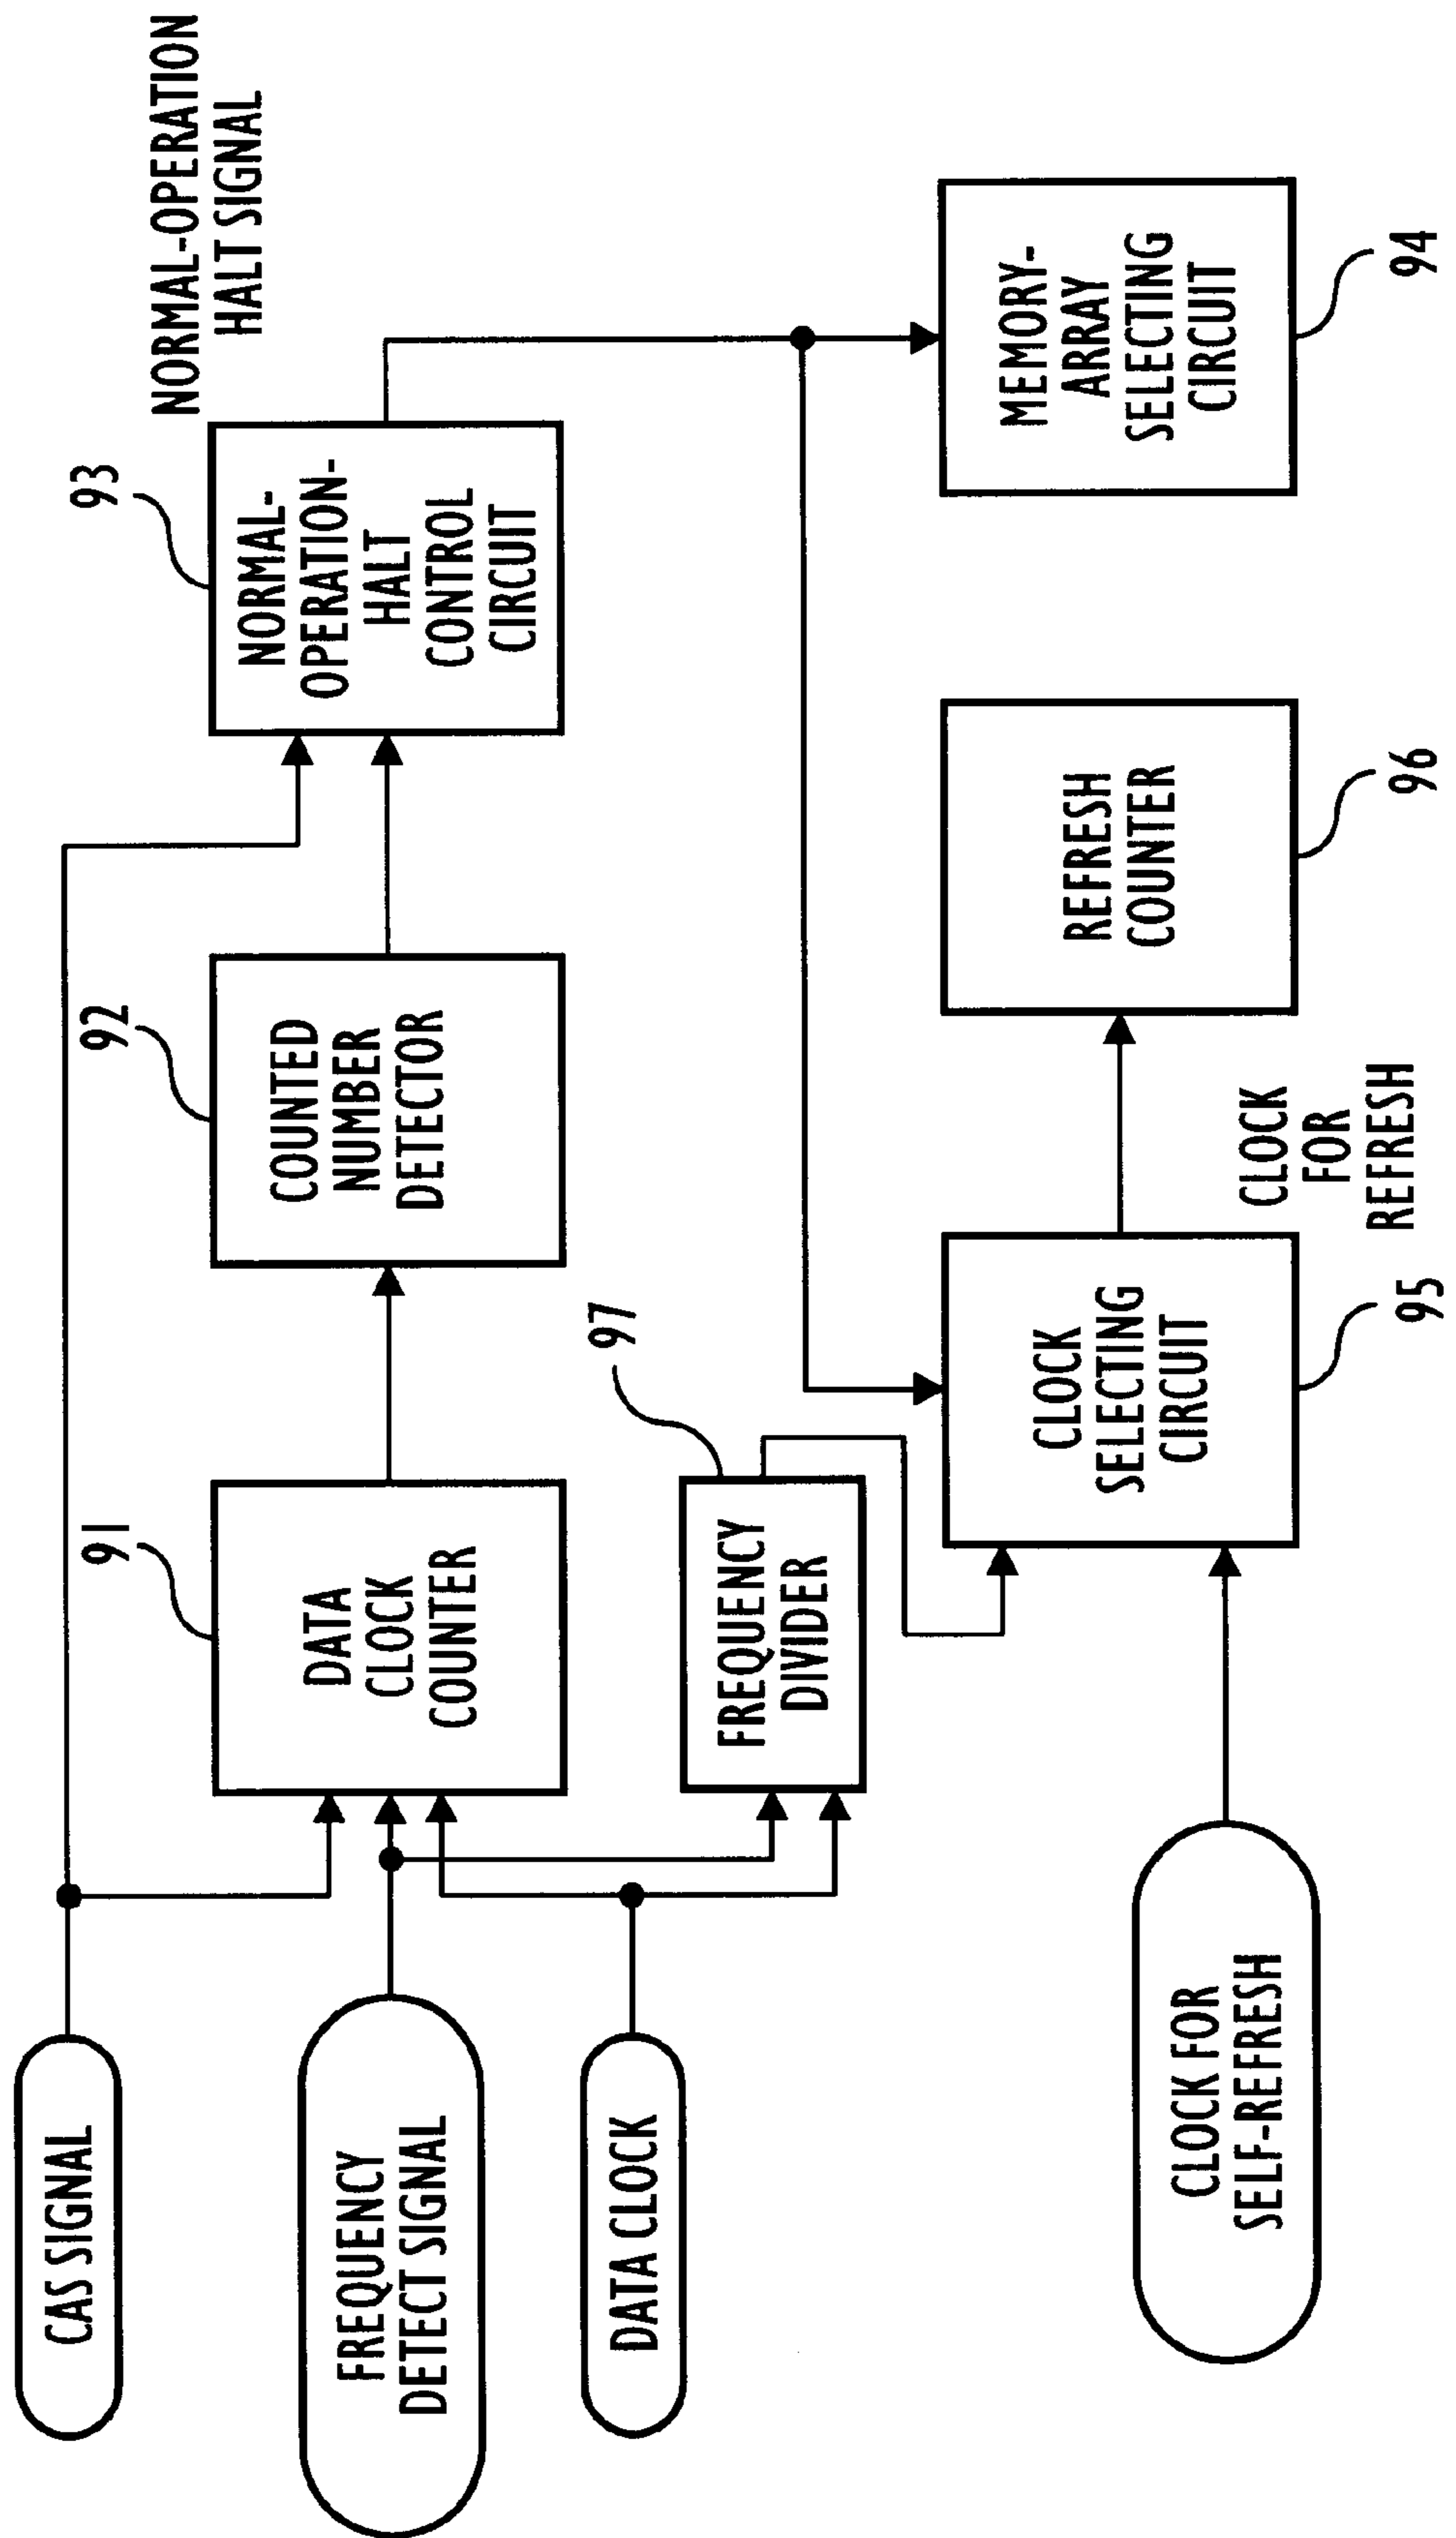 CAS SIGNAL
FREQUENCY
DETECT SIGNAL
DATA CLOCK
CLOCK FOR
SELF-REFRESH
91
DATA
CLOCK
COUNTER
92
COUNTED
NUMBER
DETECTOR
93
NORMAL-
OPERATION-
HALT
CONTROL
CIRCUIT
NORMAL-OPERATION
HALT SIGNAL
97
FREQUENCY
DIVIDER
CLOCK
SELECTING
CIRCUIT
95
CLOCK
FOR
REFRESH
REFRESH
COUNTER
96
MEMORY-
ARRAY
SELECTING
CIRCUIT
94